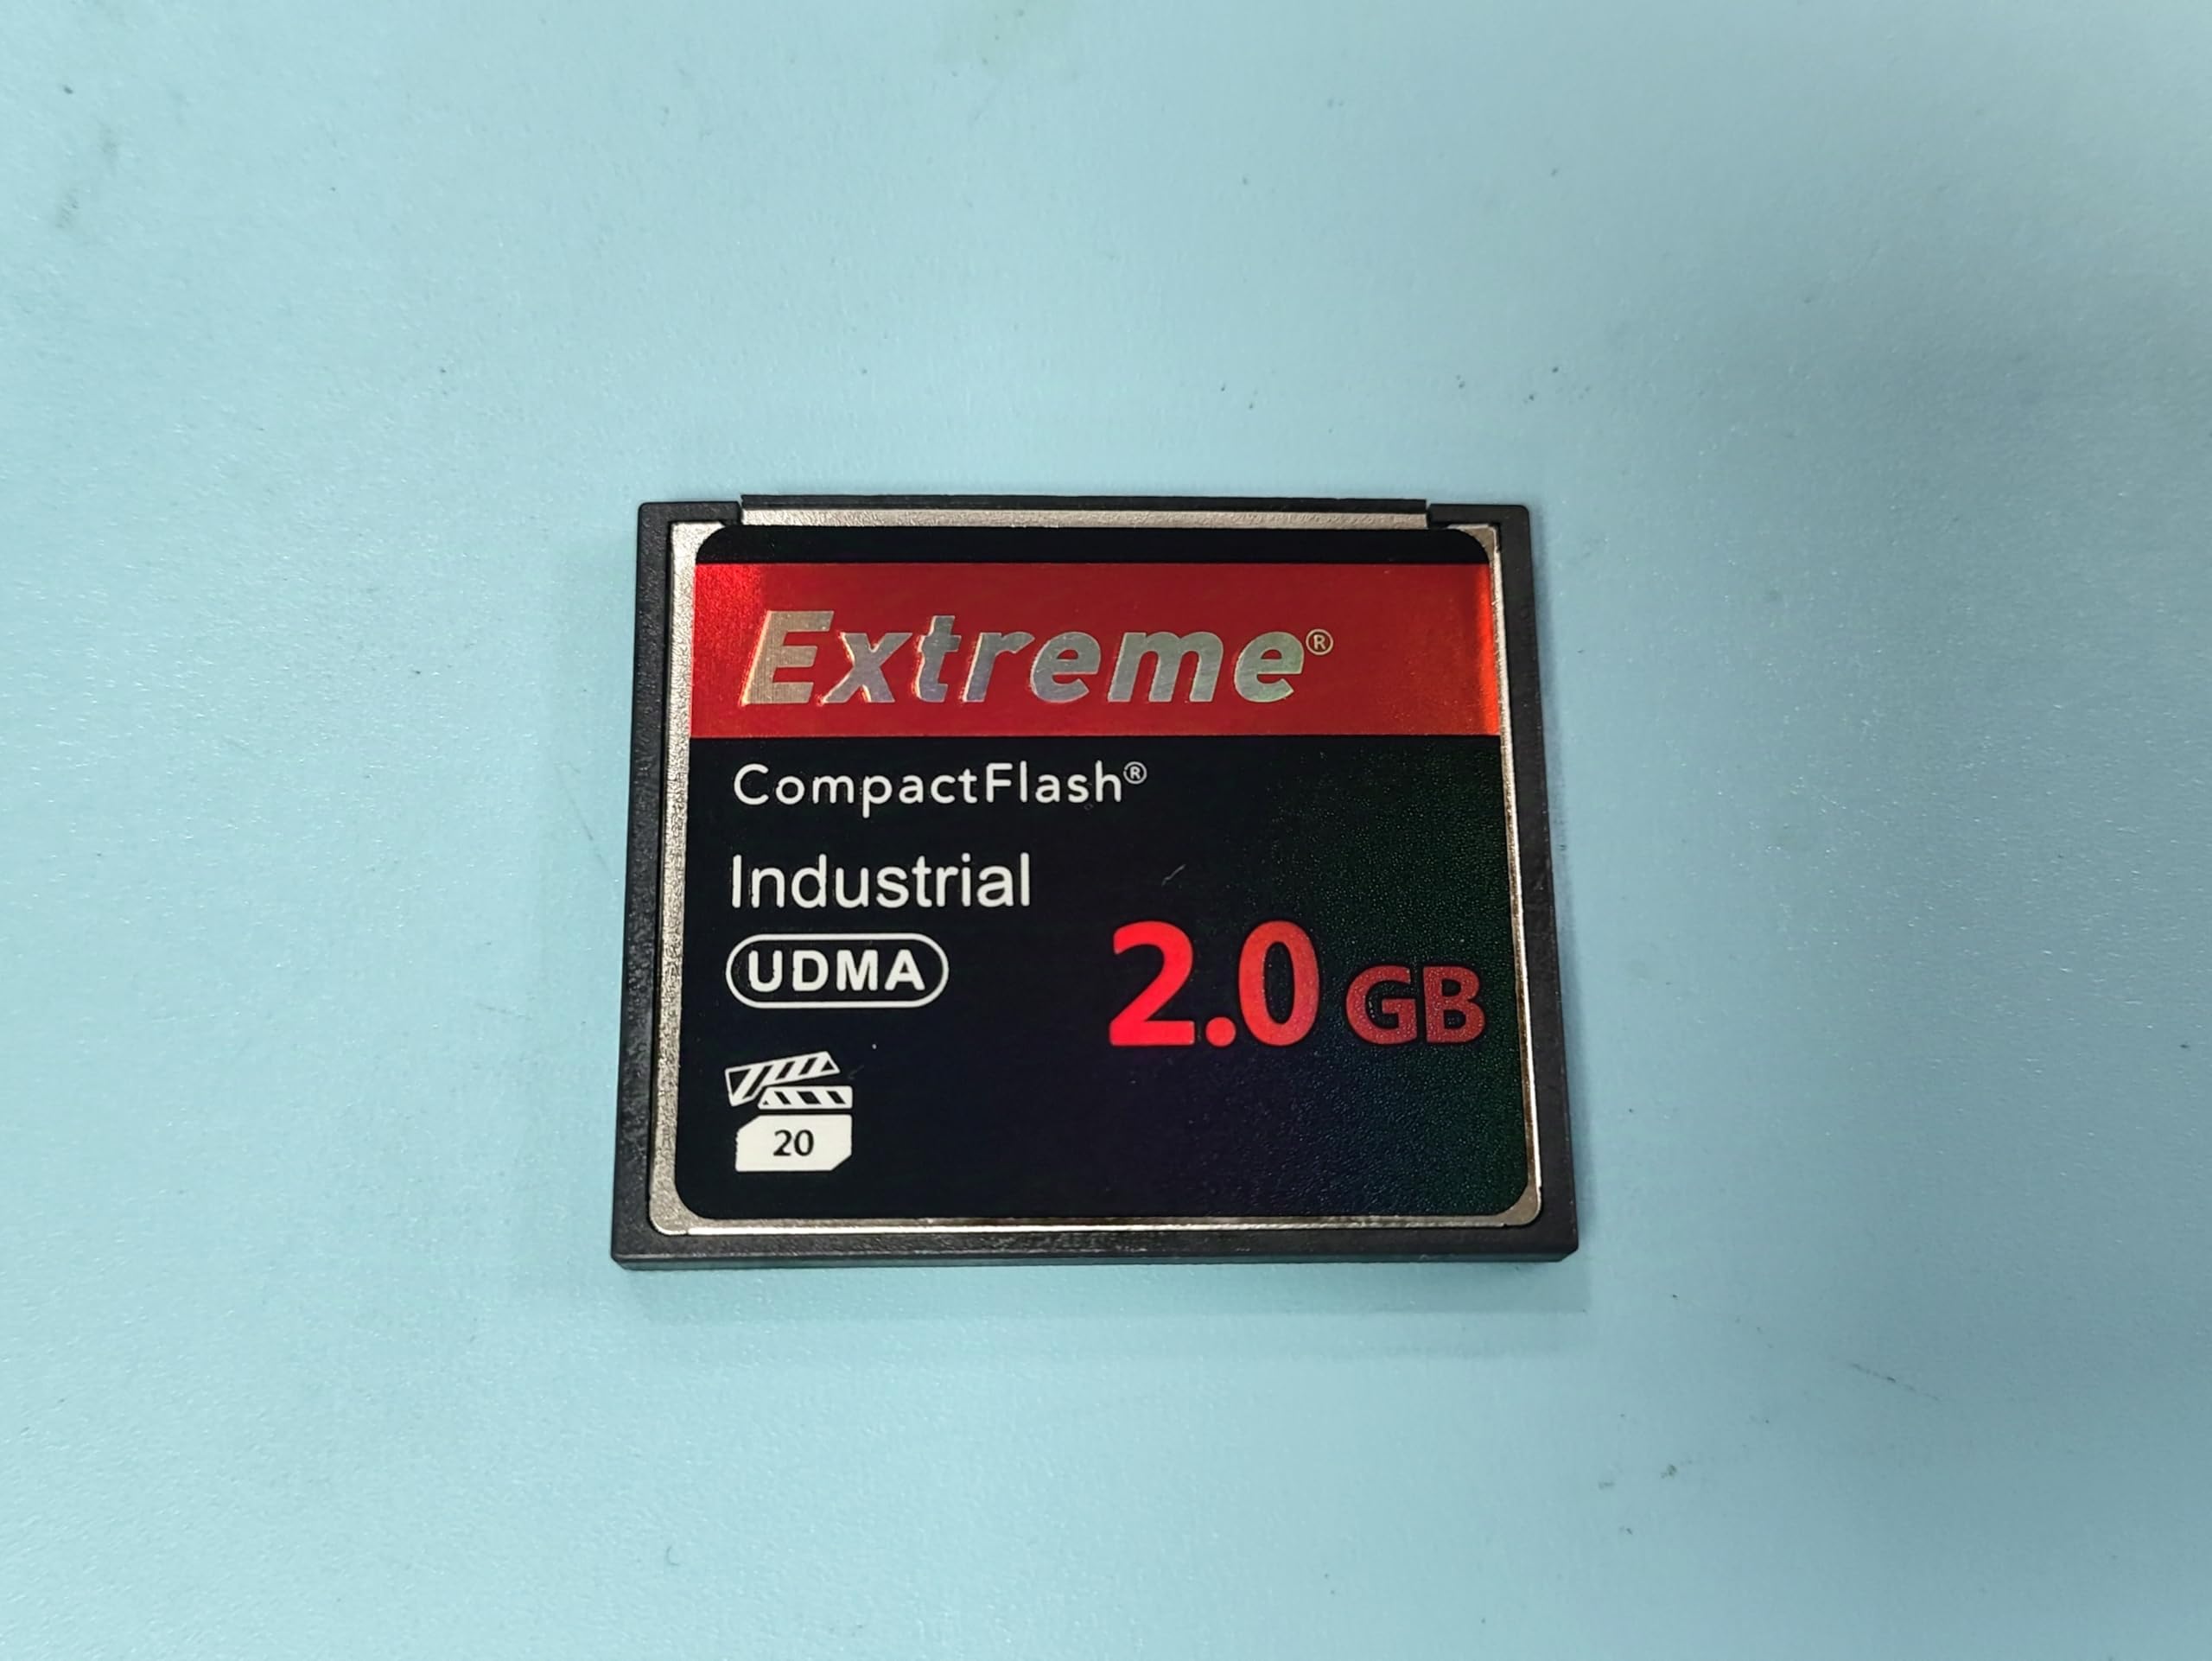 Extreme®
CompactFlash®
Industrial
UDMA
2.0 GB
20